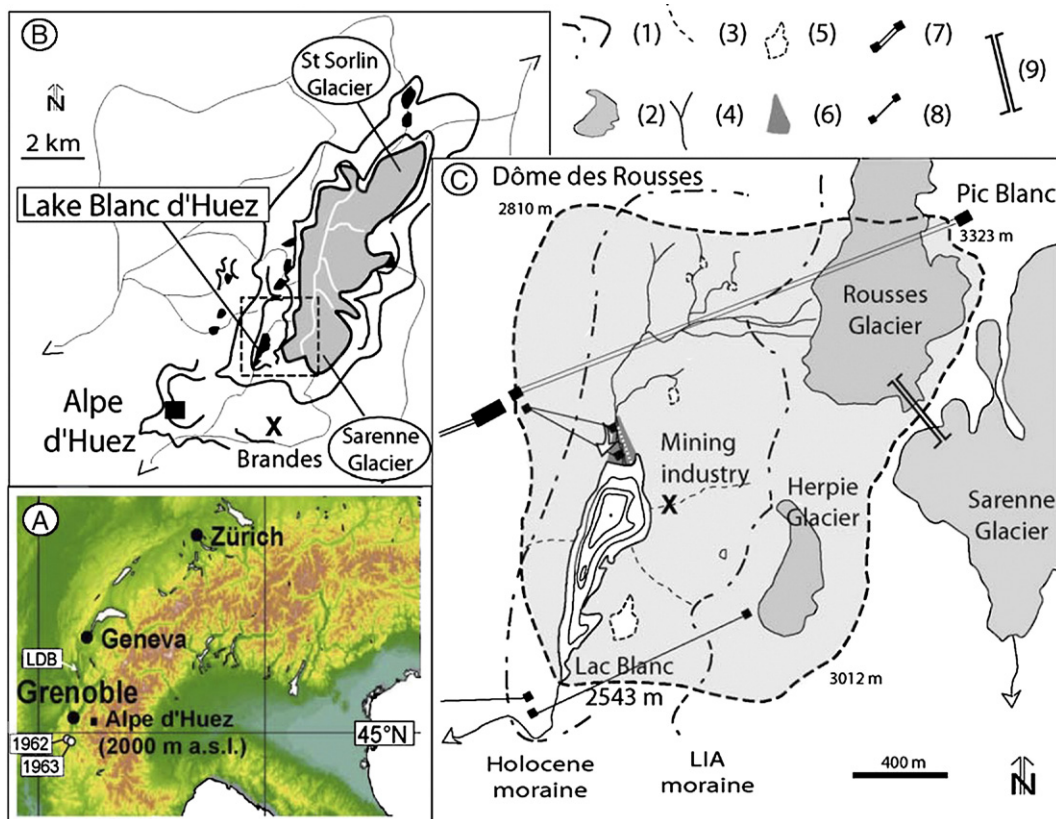 B
St Sorlin
Glacier
N
2 km
Lake Blanc d'Huez
Alpe
d'Huez
X
Brandes
Sarenne
Glacier
A
Zürich
Geneva
LDB
Grenoble
Alpe d'Huez
(2000 m a.s.l.)
1962
1963
45°N
(1)
(3)
(5)
(7)
(9)
(2)
(4)
(6)
(8)
C
Dôme des Rousses
2810 m
Pic Blanc
3323 m
Rousses
Glacier
Mining
industry
X
Herpie
Glacier
Sarenne
Glacier
Lac Blanc
2543 m
3012 m
Holocene
moraine
LIA
moraine
400 m
N